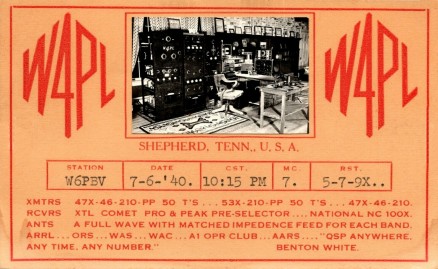 W4PL
W4PL
W4PL
SHEPHERD, TENN., U. S. A.
STATION DATE CST. MC. RST.
W6PBV 7-6-'40. 10:15 PM 7. 5-7-9X..
XMTRS 47X-46-210-PP 50 T'S... 53X-210-PP 50 T'S... 47X-46-210.
RCVRS XTL COMET PRO & PEAK PRE-SELECTOR.... NATIONAL NC 100X.
ANTS A FULL WAVE WITH MATCHED IMPEDENCE FEED FOR EACH BAND.
ARRL... ORS... WAS... WAC... A1 OPR CLUB... AARS... "QSP ANYWHERE,
ANY TIME, ANY NUMBER." BENTON WHITE.